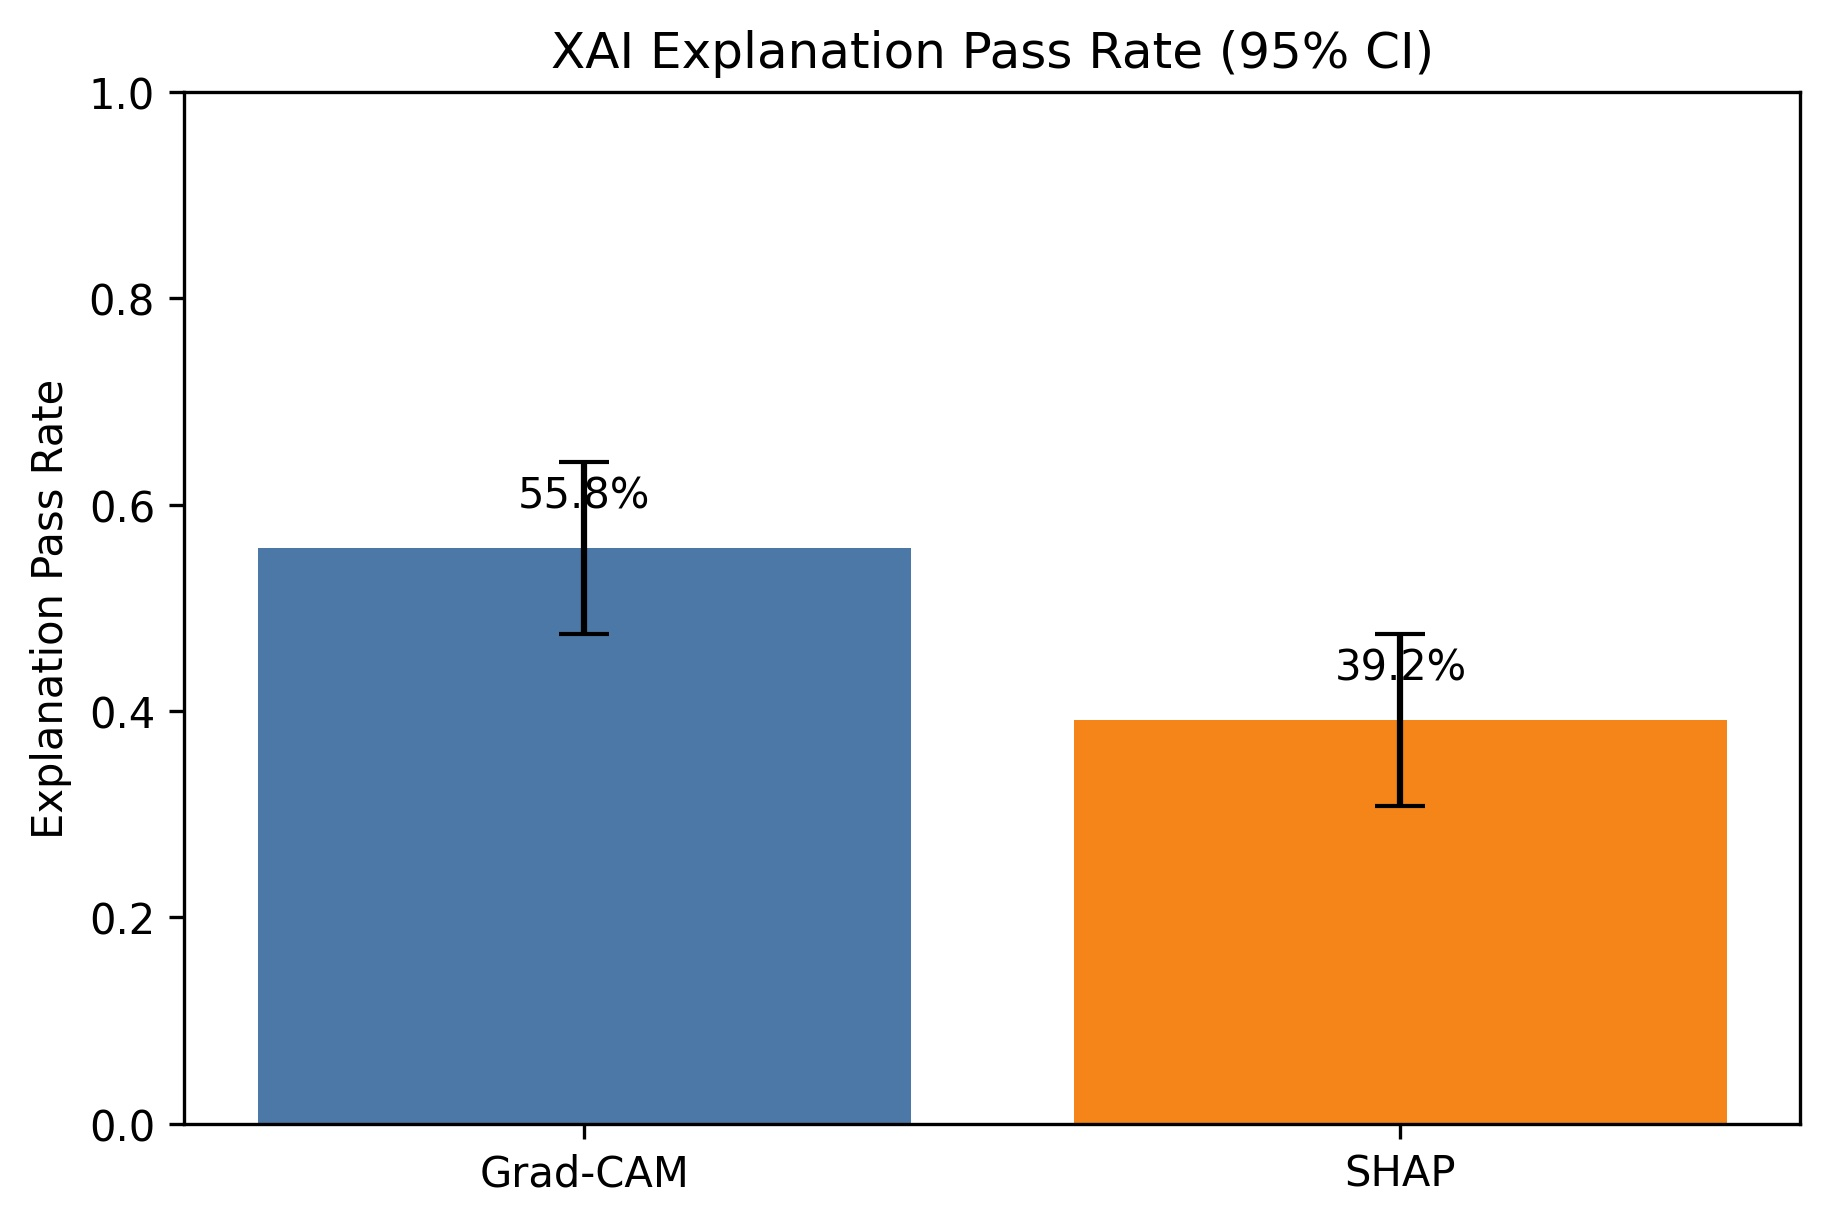 XAI Explanation Pass Rate (95% CI)
Explanation Pass Rate
1.0
0.8
0.6
0.4
0.2
0.0
55.8%
39.2%
Grad-CAM
SHAP